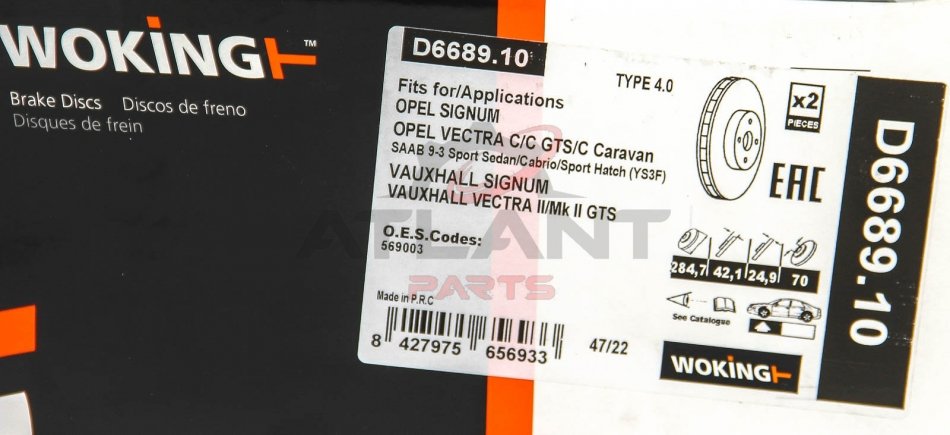 WOKING™
Brake Discs Discos de freno
Disques de frein
D6689.10
Fits for/Applications
OPEL SIGNUM
OPEL VECTRA C/C GTS/C Caravan
SAAB 9-3 Sport Sedan/Cabrio/Sport Hatch (YS3F)
VAUXHALL SIGNUM
VAUXHALL VECTRA II/Mk II GTS
O.E.S.Codes:
569003
Made in P.R.C
8 427975 656933
47/22
TYPE 4.0
x2
PIECES
EAC
284,7 42,1 24,9 70
See Catalogue
WOKING
D6689.10
ATLANT
PARTS